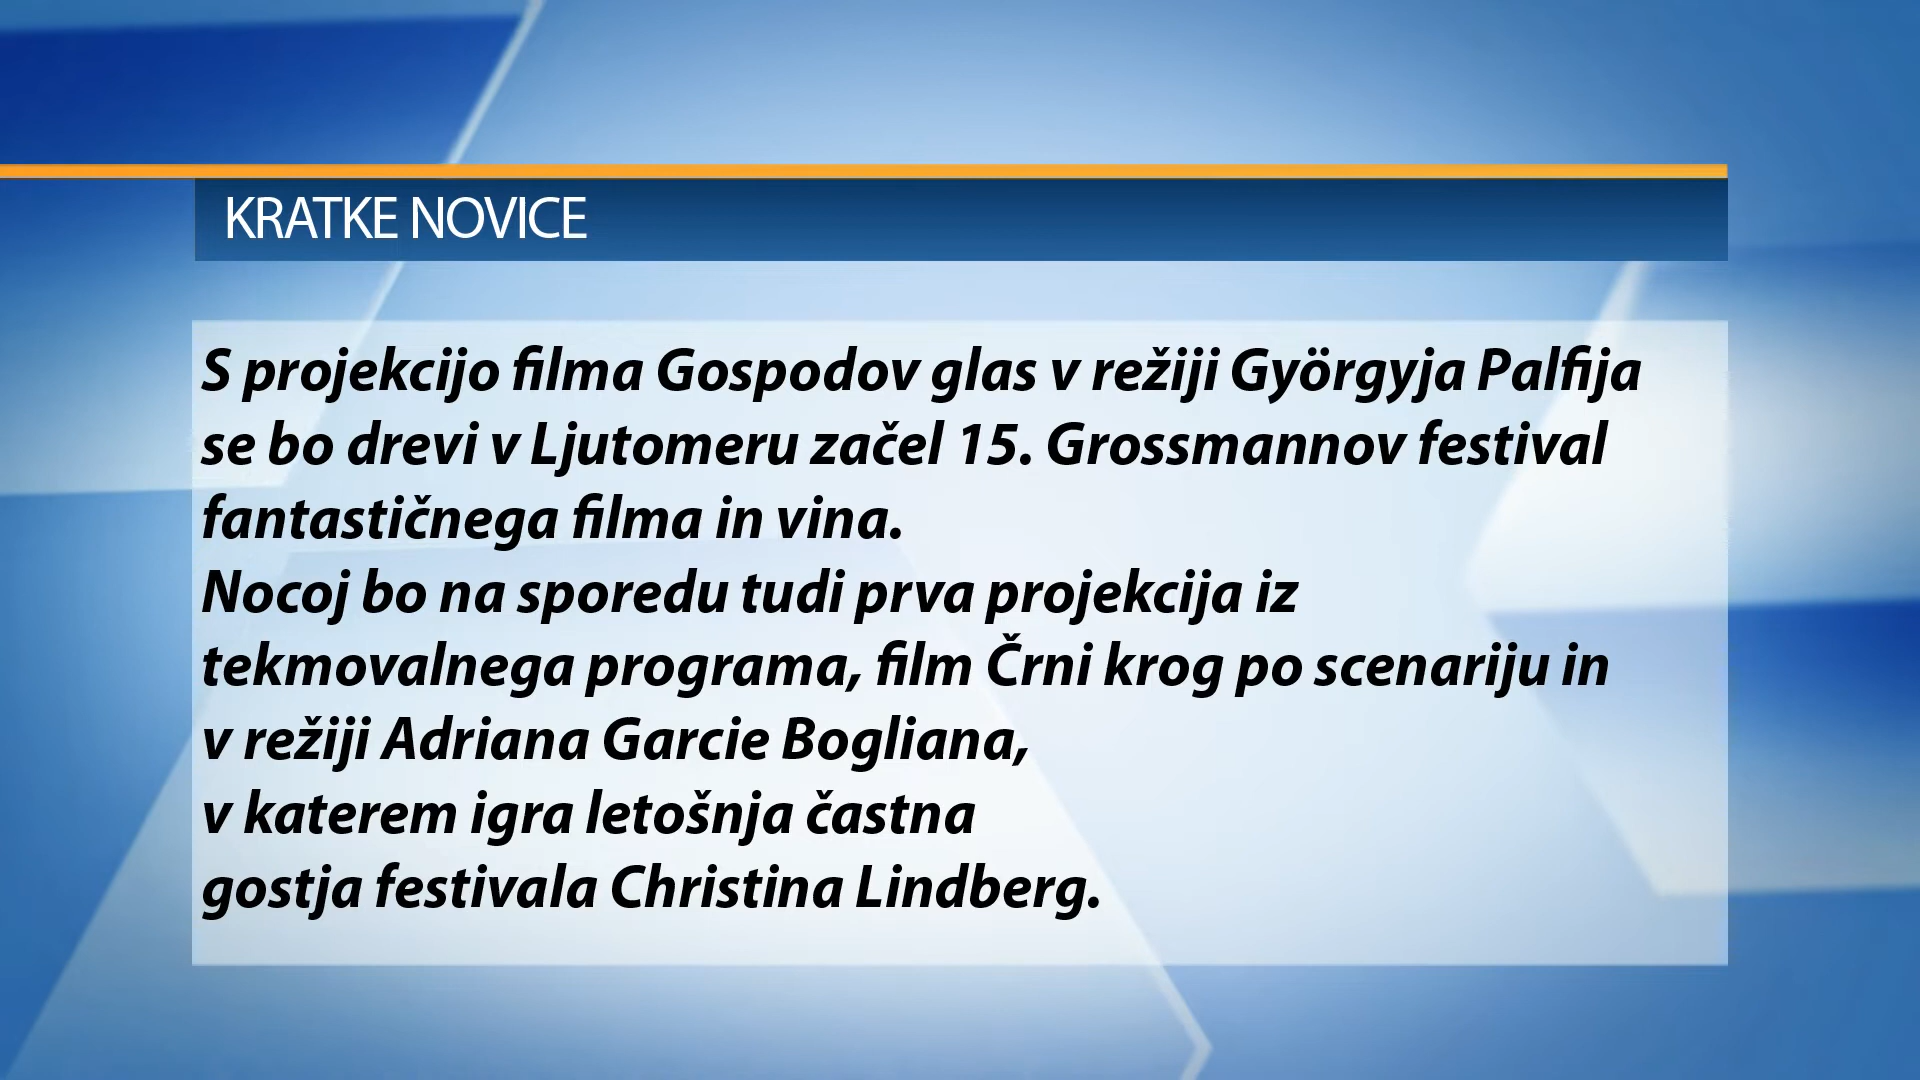 KRATKE NOVICE
S projekcijo filma Gospodov glas v režiji Györgyja Palfija
se bo drevi v Ljutomeru začel 15. Grossmannov festival
fantastičnega filma in vina.
Nocoj bo na sporedu tudi prva projekcija iz
tekmovalnega programa, film Črni krog po scenariju in
v režiji Adriana Garcie Bogliana,
v katerem igra letošnja častna
gostja festivala Christina Lindberg.